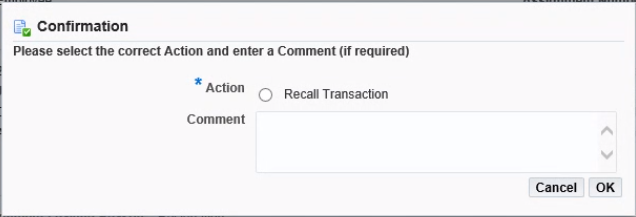 Confirmation
Please select the correct Action and enter a Comment (if required)
* Action
Recall Transaction
Comment
Cancel OK